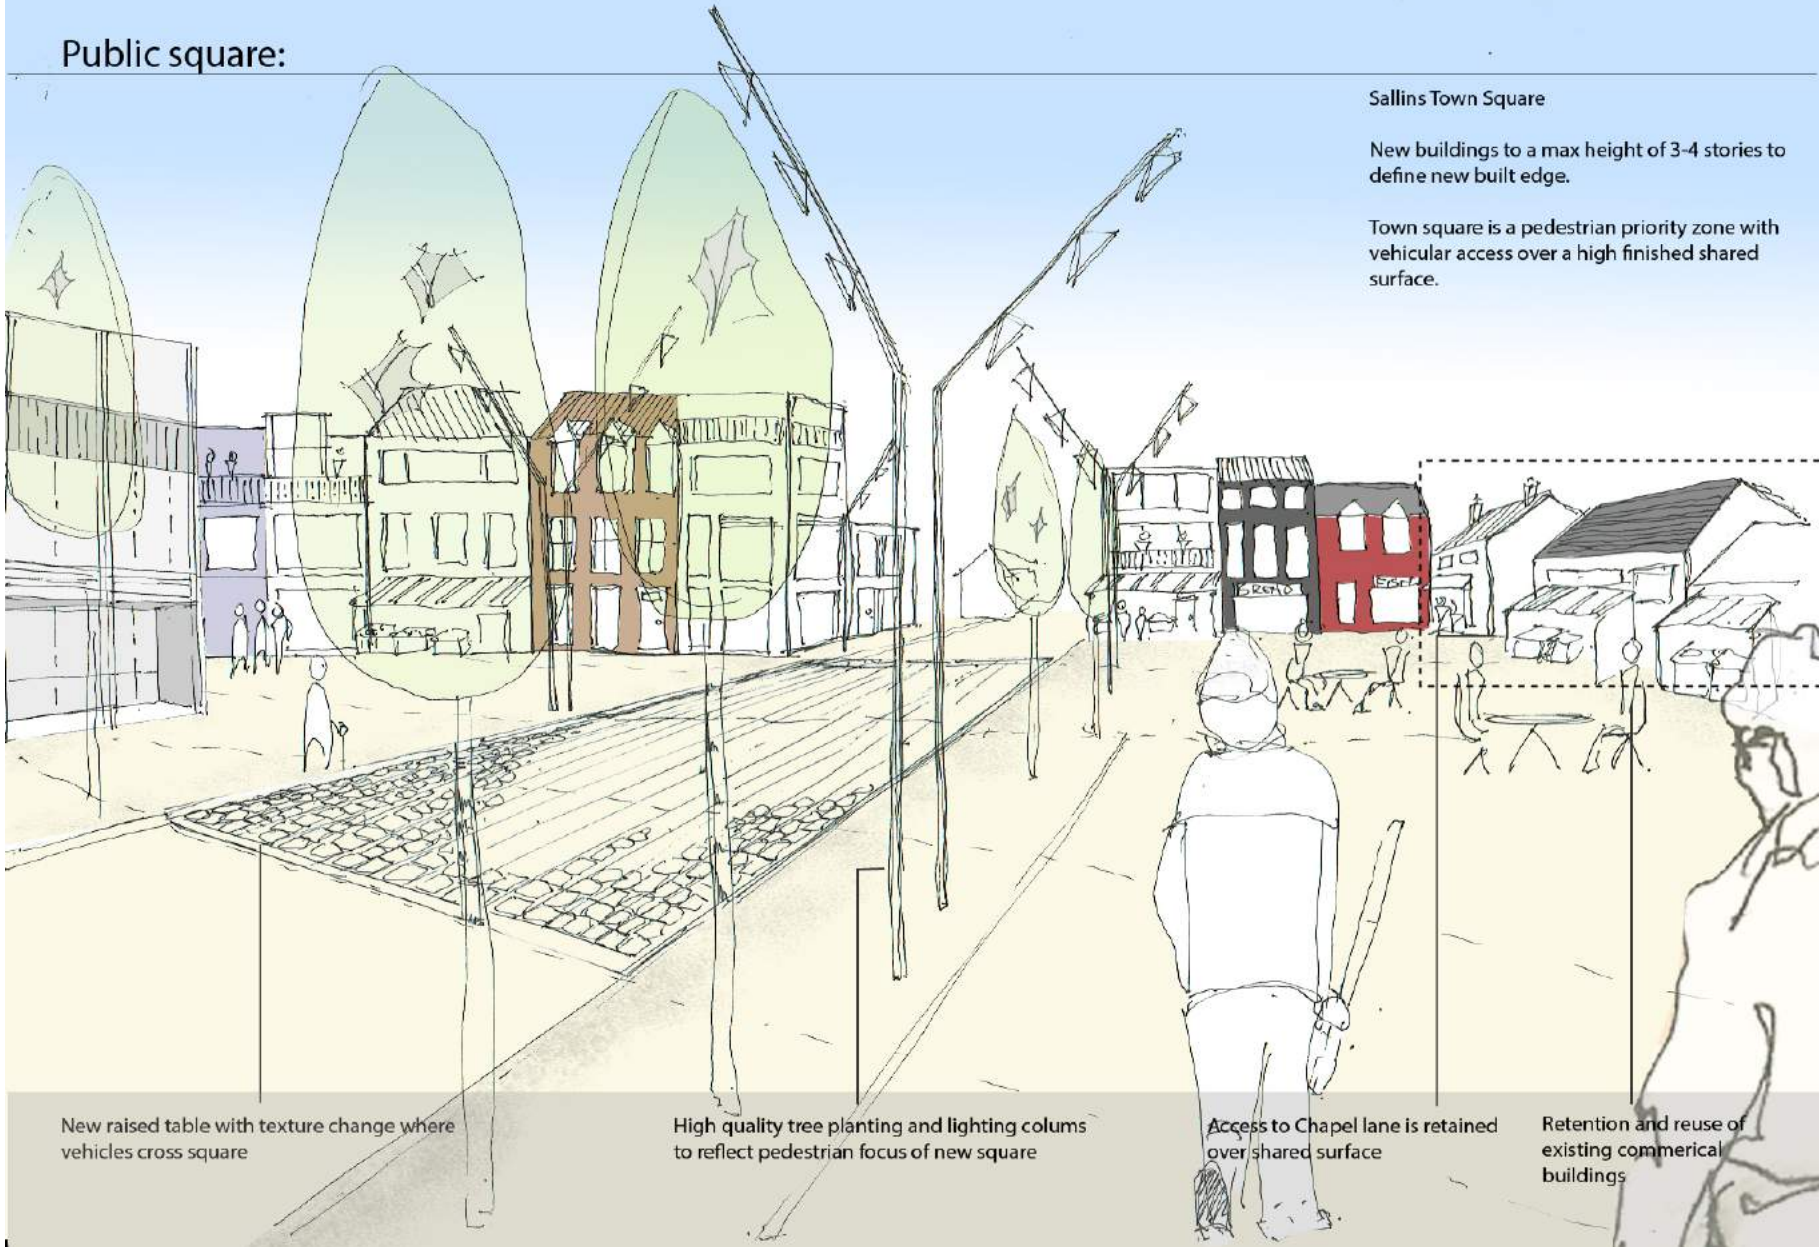 Public square:
Sallins Town Square
New buildings to a max height of 3-4 stories to
define new built edge.
Town square is a pedestrian priority zone with
vehicular access over a high finished shared
surface.
New raised table with texture change where
vehicles cross square
High quality tree planting and lighting colums
to reflect pedestrian focus of new square
Access to Chapel lane is retained
over shared surface
Retention and reuse of
existing commerical
buildings